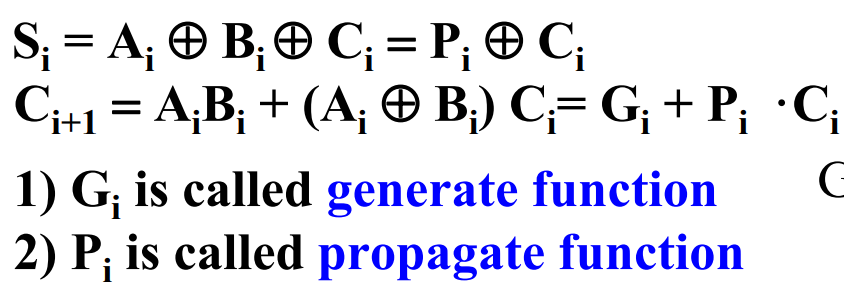 Sᵢ = Aᵢ ⊕ Bᵢ ⊕ Cᵢ = Pᵢ ⊕ Cᵢ
Cᵢ₊₁ = AᵢBᵢ + (Aᵢ ⊕ Bᵢ) Cᵢ= Gᵢ + Pᵢ ·Cᵢ
1) Gᵢ is called generate function
2) Pᵢ is called propagate function